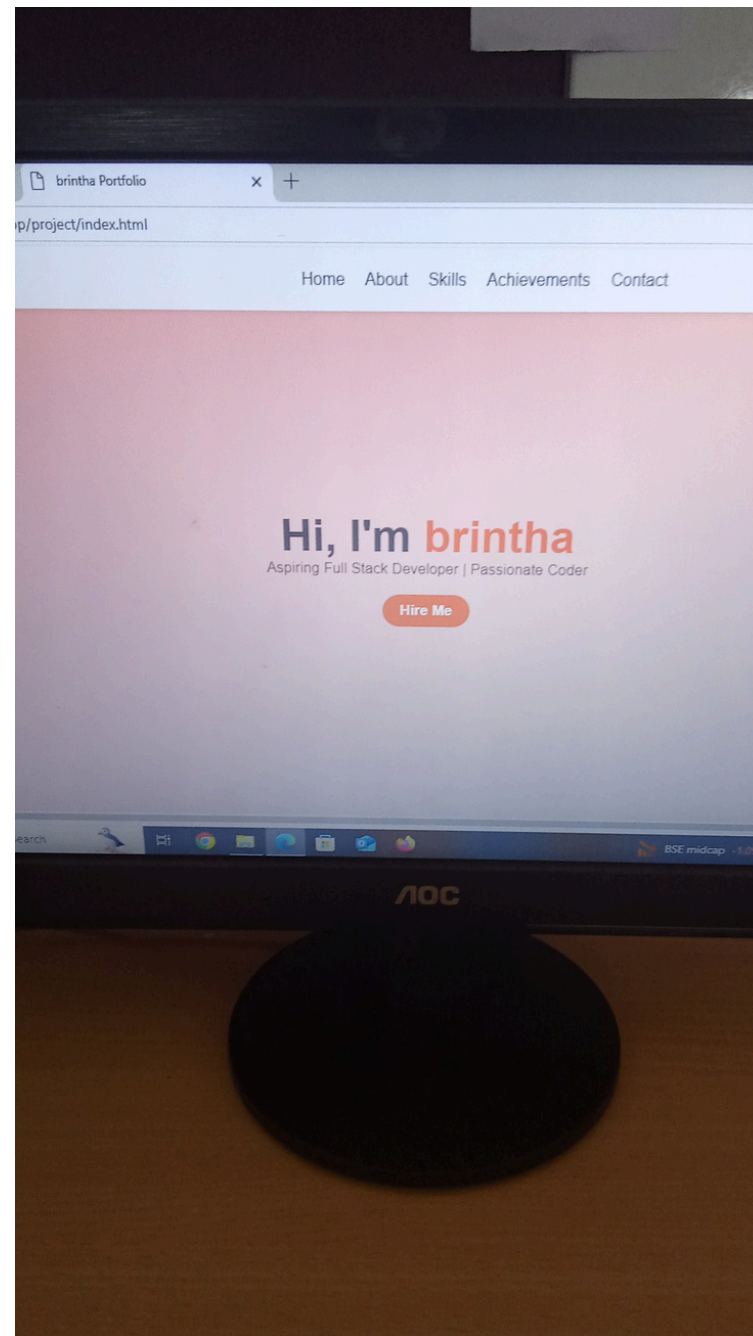 brintha Portfolio
op/project/index.html
Home About Skills Achievements Contact
Hi, I'm brintha
Aspiring Full Stack Developer | Passionate Coder
Hire Me
earch
BSE midcap
AOC